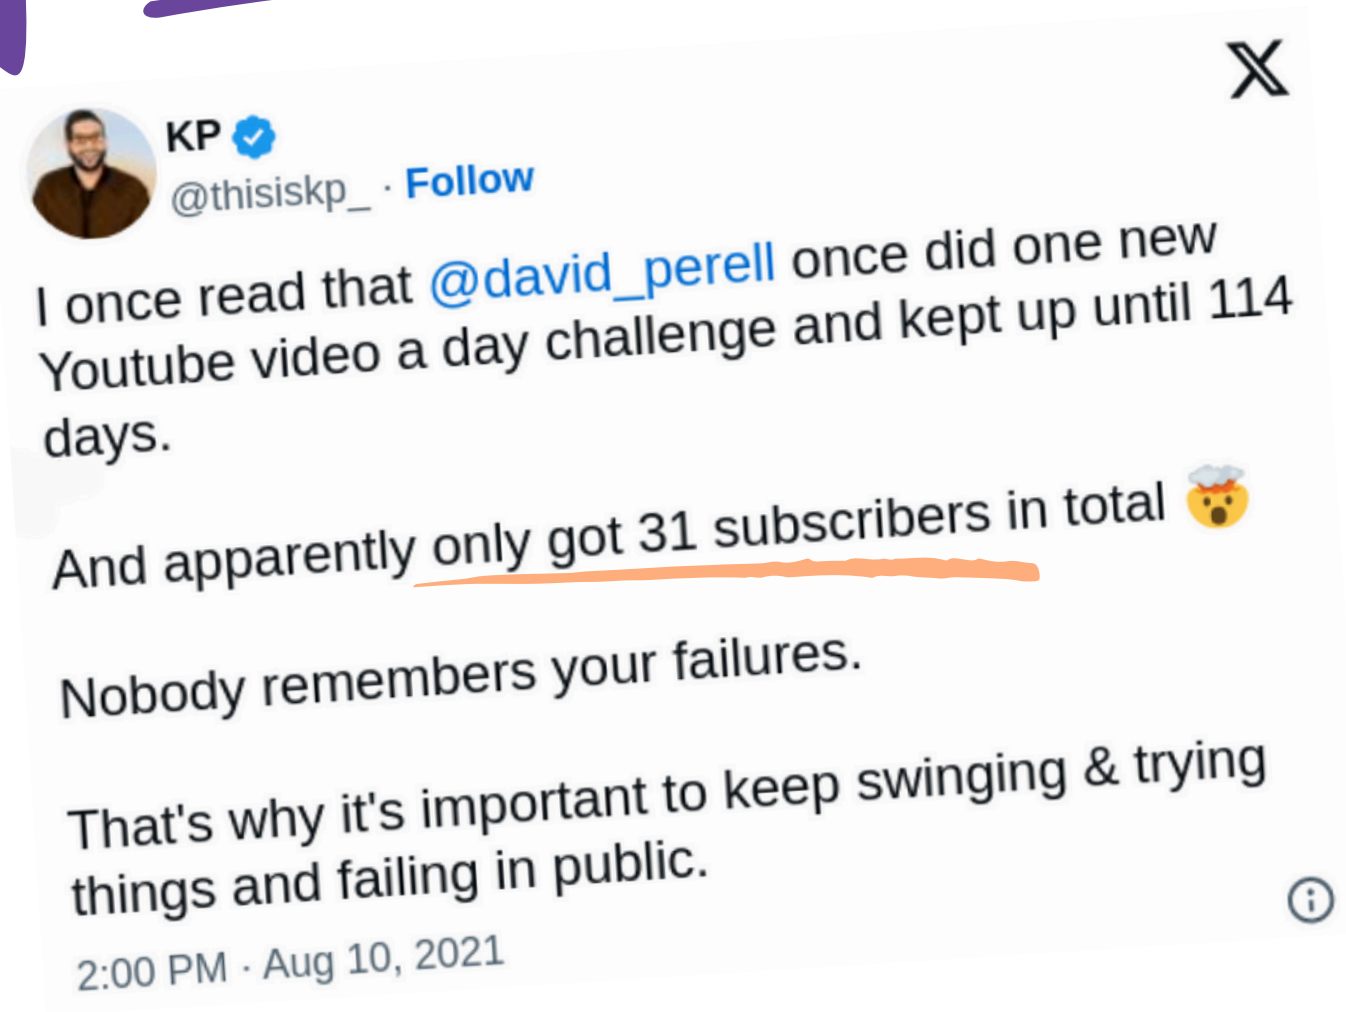 KP
@thisiskp_ · Follow
I once read that @david_perell once did one new
Youtube video a day challenge and kept up until 114
days.
And apparently only got 31 subscribers in total 🤯
Nobody remembers your failures.
That's why it's important to keep swinging & trying
things and failing in public.
2:00 PM · Aug 10, 2021